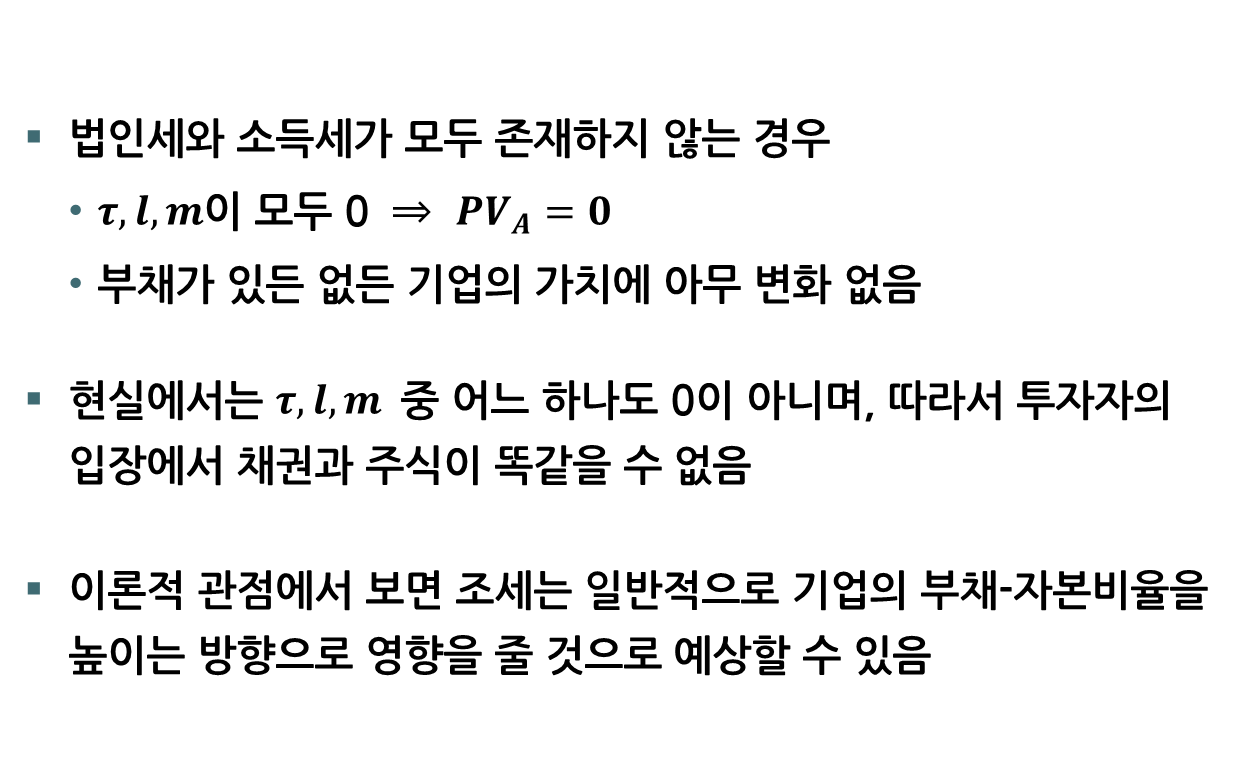 ▪ 법인세와 소득세가 모두 존재하지 않는 경우
• τ, l, m이 모두 0 ⇒ PV_A = 0
• 부채가 있든 없든 기업의 가치에 아무 변화 없음
▪ 현실에서는 τ, l, m 중 어느 하나도 0이 아니며, 따라서 투자자의
입장에서 채권과 주식이 똑같을 수 없음
▪ 이론적 관점에서 보면 조세는 일반적으로 기업의 부채-자본비율을
높이는 방향으로 영향을 줄 것으로 예상할 수 있음